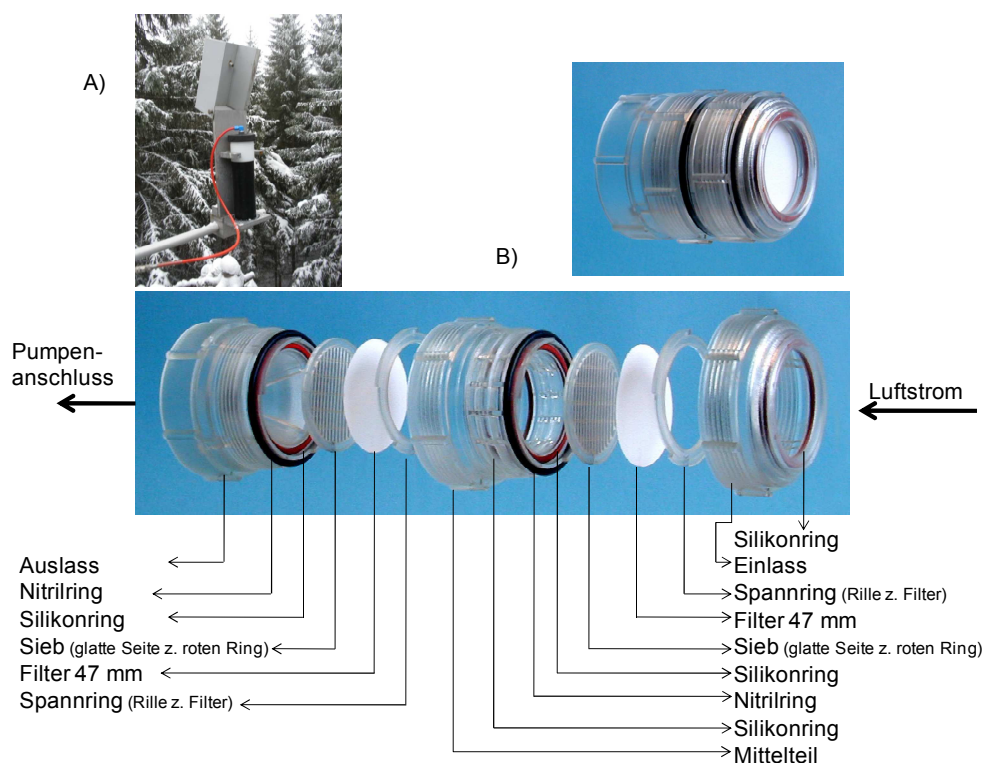 A)
B)
Pumpen-
anschluss
Luftstrom
Auslass
Nitrilring
Silikonring
Sieb (glatte Seite z. roten Ring)
Filter 47 mm
Spannring (Rille z. Filter)
Silikonring
Einlass
Spannring (Rille z. Filter)
Filter 47 mm
Sieb (glatte Seite z. roten Ring)
Silikonring
Nitrilring
Silikonring
Mittelteil